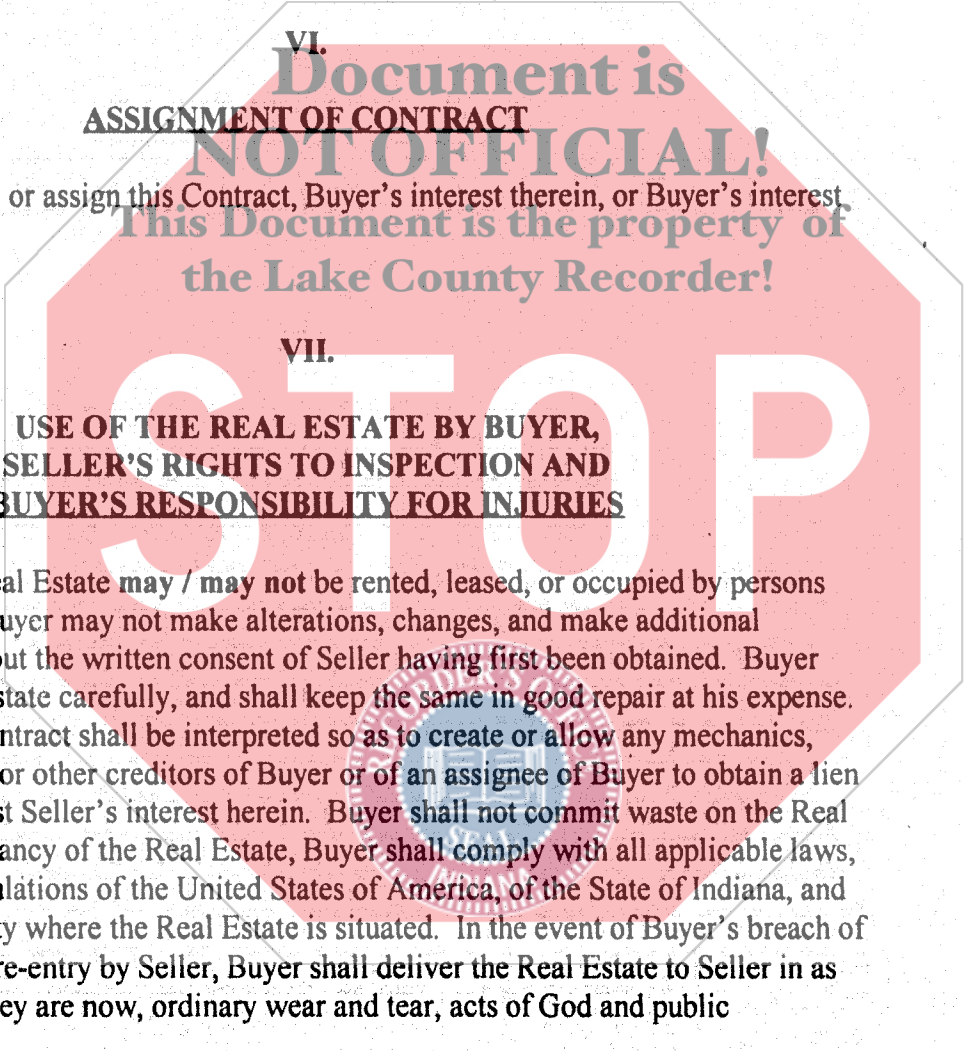 VI.
Document is
ASSIGNMENT OF CONTRACT
NOT OFFICIAL!
or assign this Contract, Buyer's interest therein, or Buyer's interest
This Document is the property of
the Lake County Recorder!
VII.
STOP
USE OF THE REAL ESTATE BY BUYER,
SELLER'S RIGHTS TO INSPECTION AND
BUYER'S RESPONSIBILITY FOR INJURIES
al Estate may / may not be rented, leased, or occupied by persons
uyer may not make alterations, changes, and make additional
out the written consent of Seller having first been obtained. Buyer
state carefully, and shall keep the same in good repair at his expense.
ntract shall be interpreted so as to create or allow any mechanics,
or other creditors of Buyer or of an assignee of Buyer to obtain a lien
st Seller's interest herein. Buyer shall not commit waste on the Real
ancy of the Real Estate, Buyer shall comply with all applicable laws,
lations of the United States of America, of the State of Indiana, and
ty where the Real Estate is situated. In the event of Buyer's breach of
re-entry by Seller, Buyer shall deliver the Real Estate to Seller in as
ey are now, ordinary wear and tear, acts of God and public
RECORDER'S OFFICE
SEAL
INDIANA